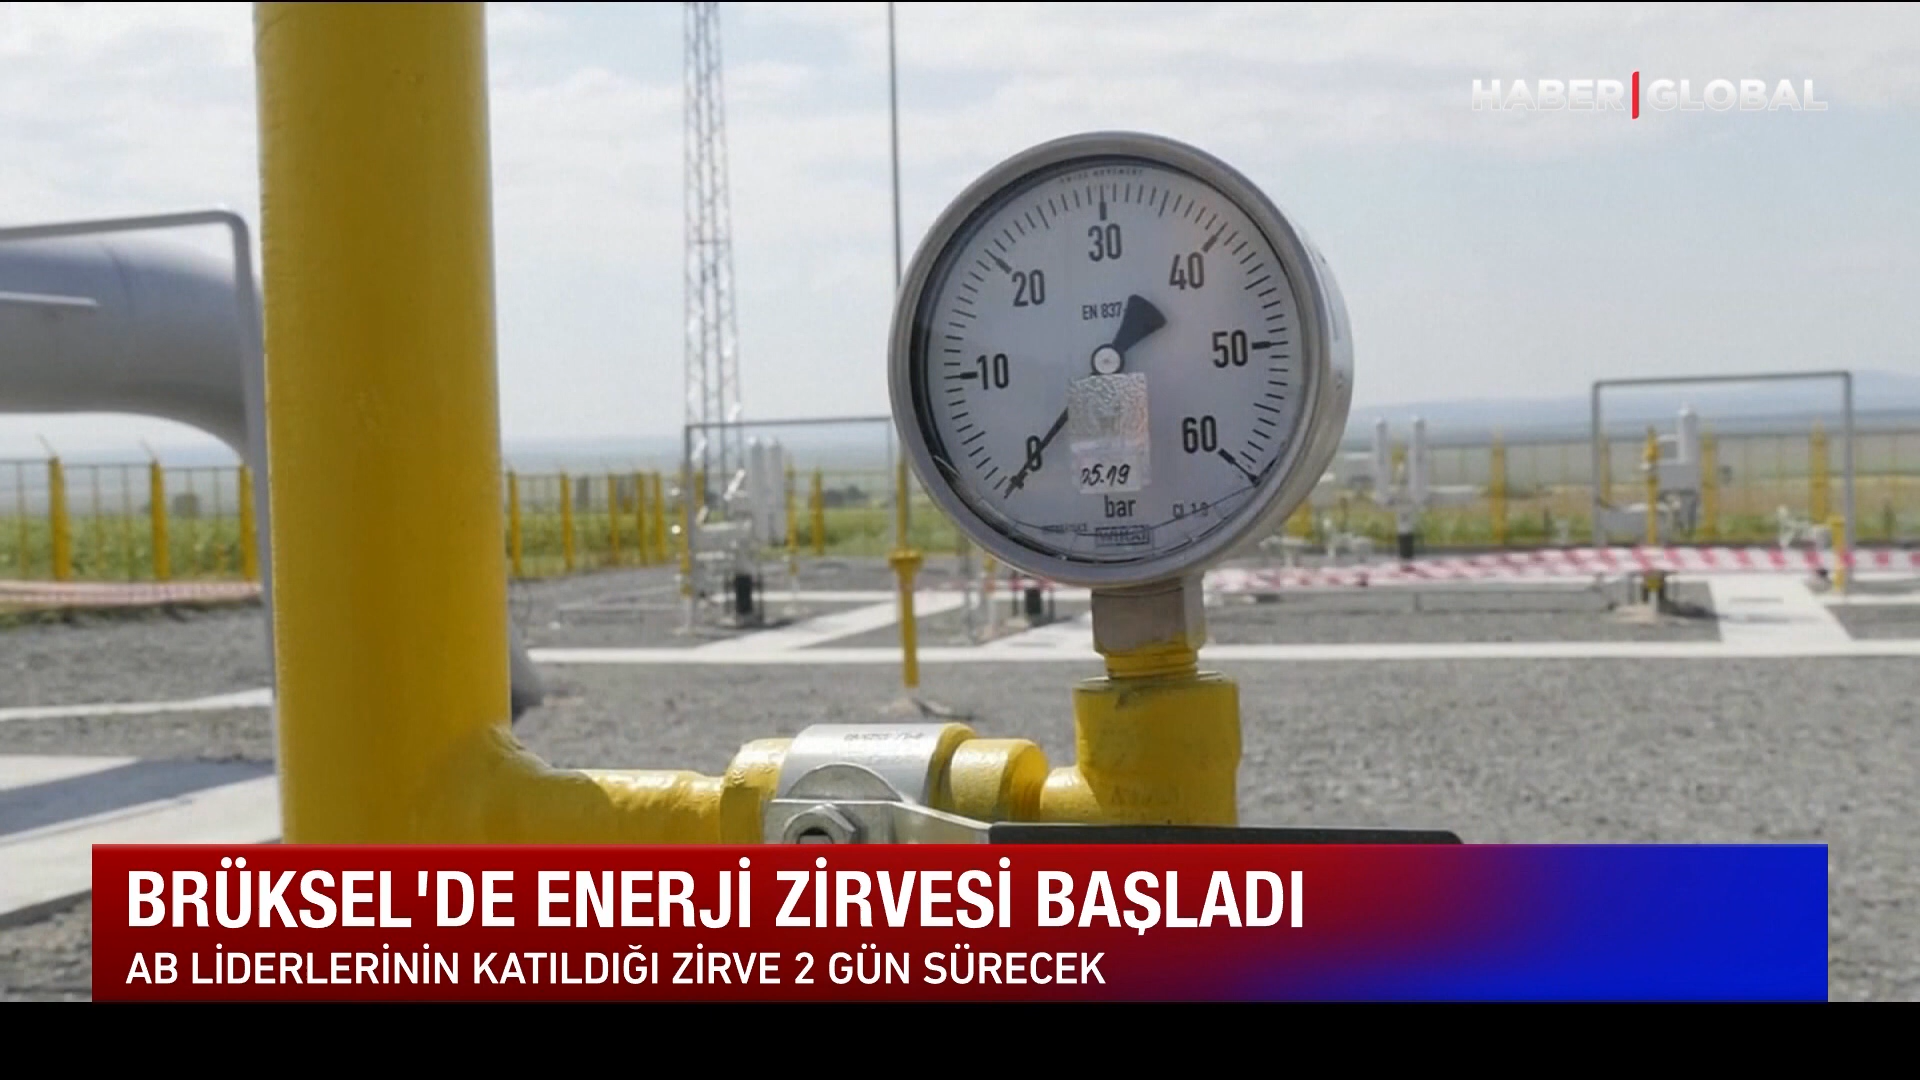 HABER GLOBAL
30
20
40
EN 837-
10
50
0
60
05.19
bar
BRÜKSEL'DE ENERJİ ZİRVESİ BAŞLADI
AB LİDERLERİNİN KATILDIĞI ZİRVE 2 GÜN SÜRECEK